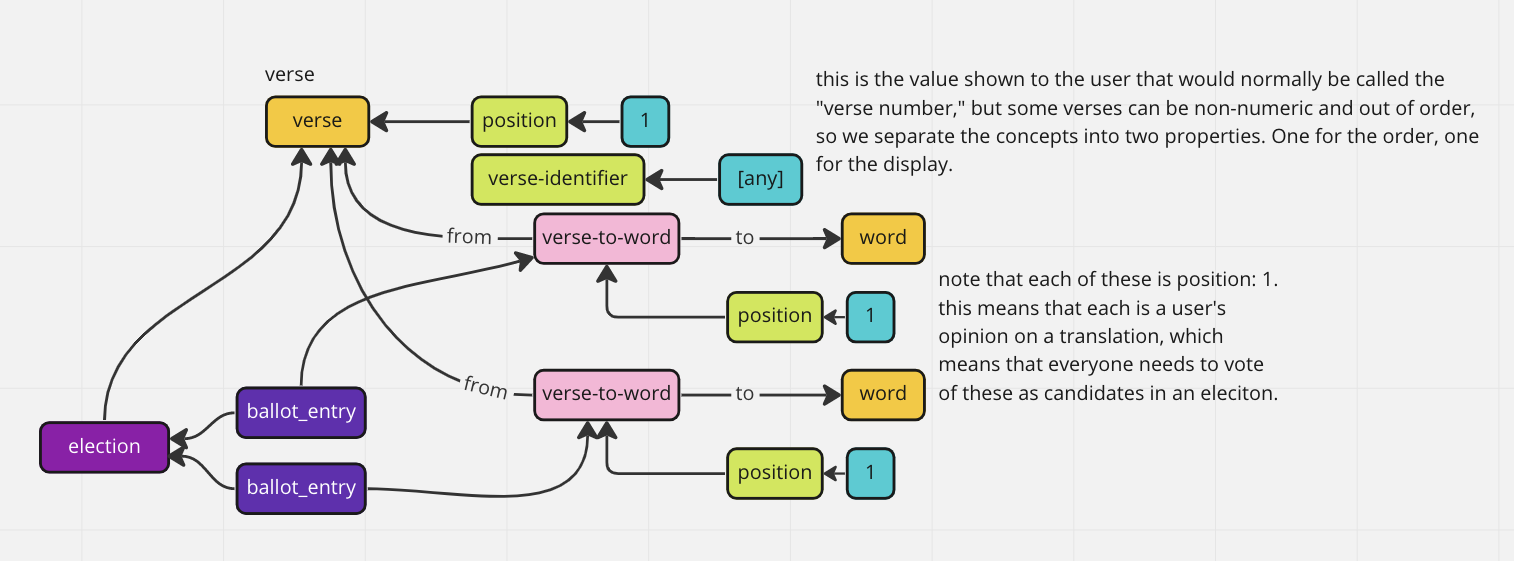 verse
verse
position
1
this is the value shown to the user that would normally be called the
"verse number," but some verses can be non-numeric and out of order,
so we separate the concepts into two properties. One for the order, one
for the display.
verse-identifier
[any]
from
verse-to-word
to
word
position
1
note that each of these is position: 1.
this means that each is a user's
opinion on a translation, which
means that everyone needs to vote
of these as candidates in an eleciton.
from
verse-to-word
to
word
ballot_entry
election
ballot_entry
position
1